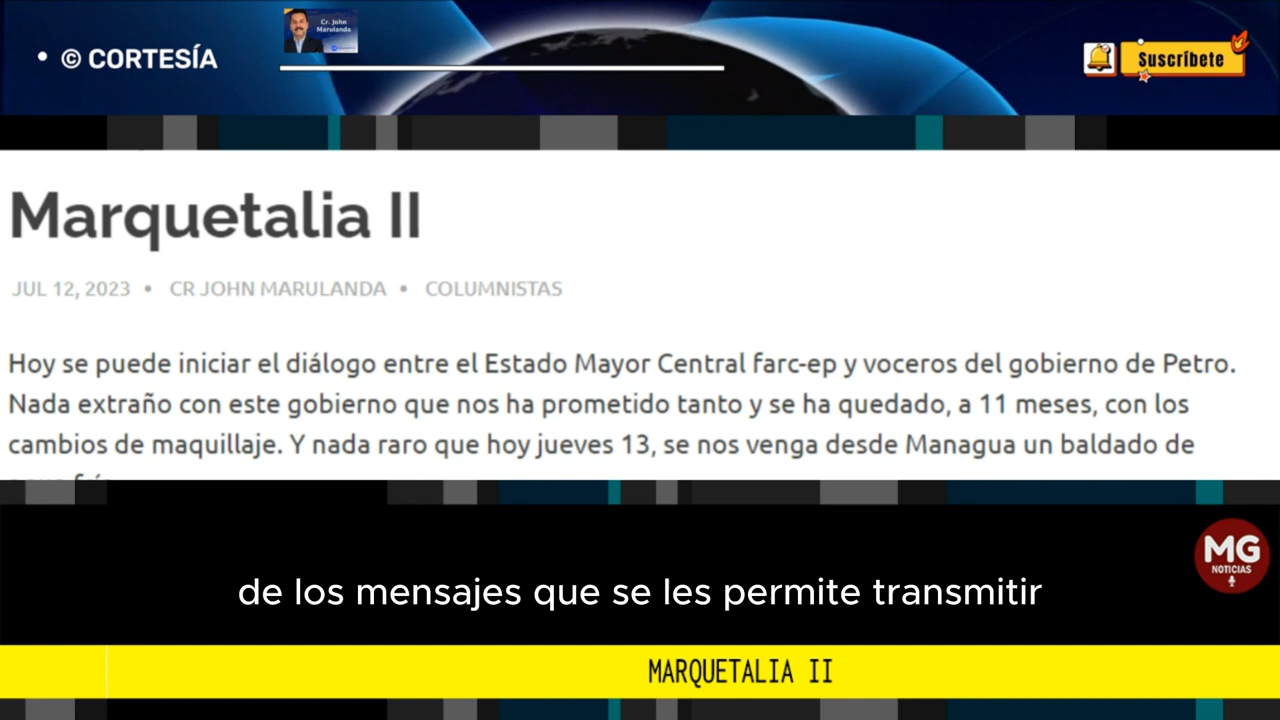 • © CORTESÍA
Cr. John
Marulanda
Suscríbete
Marquetalia II
JUL 12, 2023 • CR JOHN MARULANDA • COLUMNISTAS
Hoy se puede iniciar el diálogo entre el Estado Mayor Central farc-ep y voceros del gobierno de Petro.
Nada extraño con este gobierno que nos ha prometido tanto y se ha quedado, a 11 meses, con los
cambios de maquillaje. Y nada raro que hoy jueves 13, se nos venga desde Managua un baldado de
MG
NOTICIAS
de los mensajes que se les permite transmitir
MARQUETALIA II